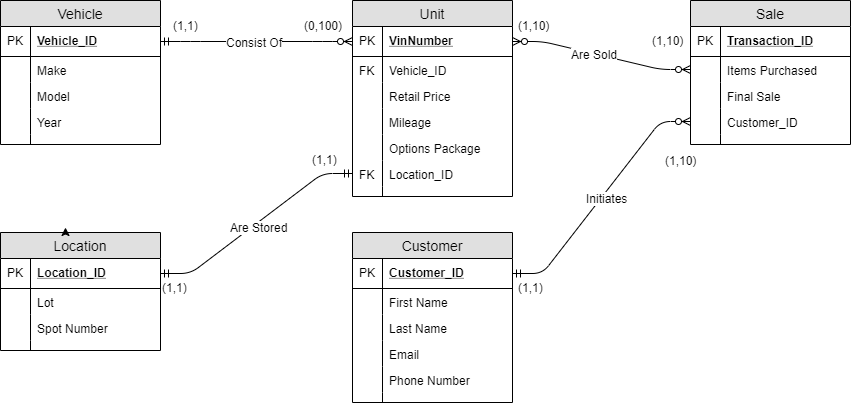 Vehicle
PK Vehicle_ID
Make
Model
Year
(1,1)
Consist Of
(0,100)
Unit
PK VinNumber
FK Vehicle_ID
Retail Price
Mileage
Options Package
FK Location_ID
(1,10)
Are Sold
(1,10)
Sale
PK Transaction_ID
Items Purchased
Final Sale
Customer_ID
(1,10)
Initiates
(1,1)
Are Stored
(1,1)
Location
PK Location_ID
Lot
Spot Number
Customer
PK Customer_ID
First Name
Last Name
Email
Phone Number
(1,1)